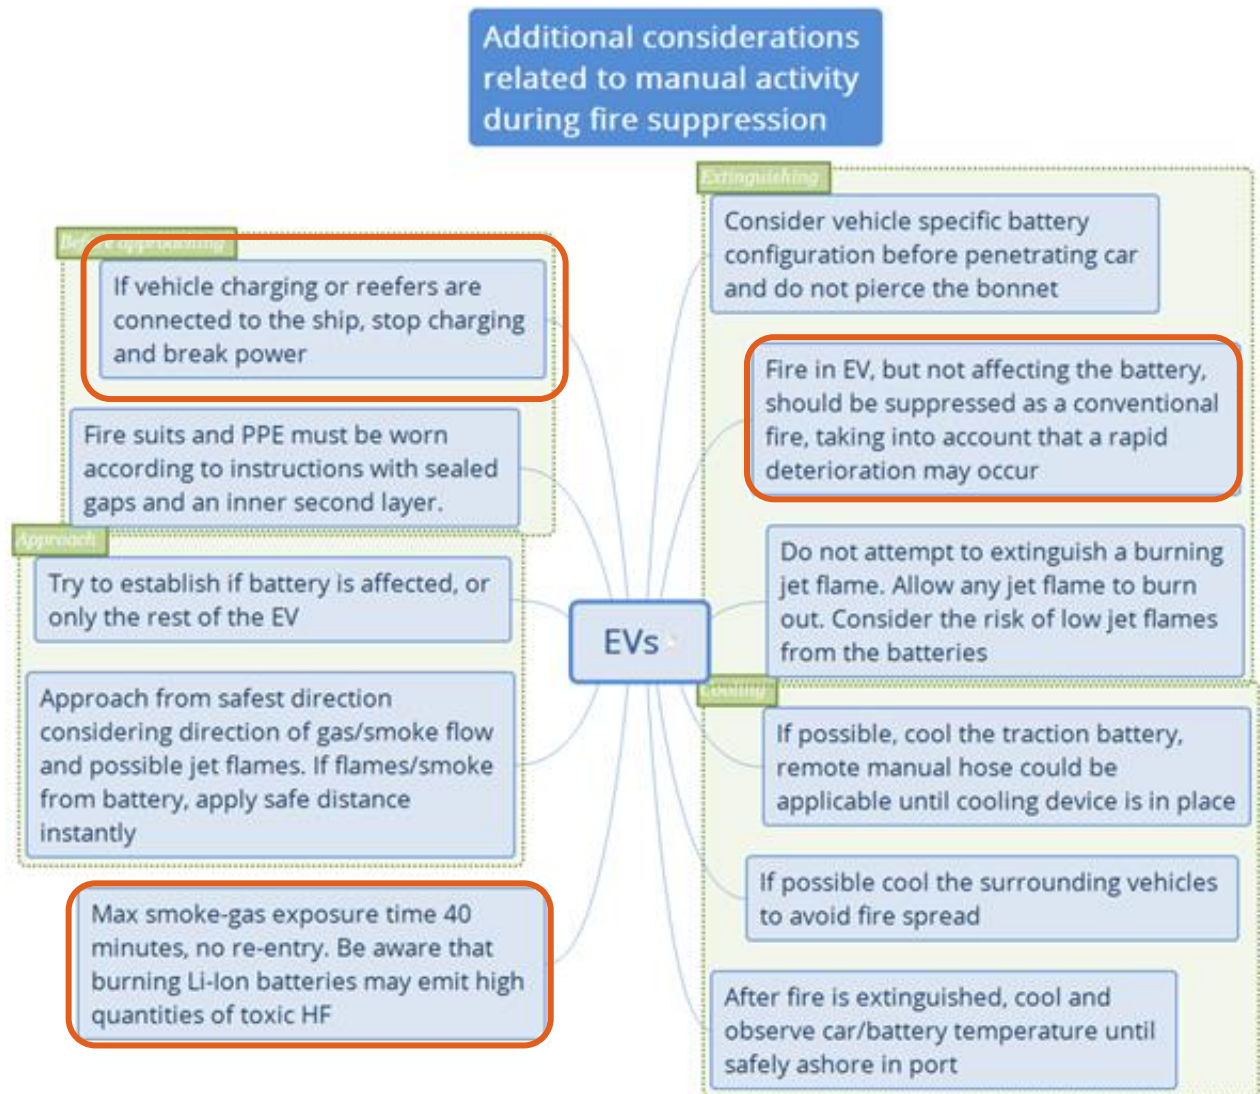 Additional considerations
related to manual activity
during fire suppression
Before approaching
If vehicle charging or reefers are
connected to the ship, stop charging
and break power
Fire suits and PPE must be worn
according to instructions with sealed
gaps and an inner second layer.
Approach
Try to establish if battery is affected, or
only the rest of the EV
Approach from safest direction
considering direction of gas/smoke flow
and possible jet flames. If flames/smoke
from battery, apply safe distance
instantly
Max smoke-gas exposure time 40
minutes, no re-entry. Be aware that
burning Li-Ion batteries may emit high
quantities of toxic HF
EVs
Extinguishing
Consider vehicle specific battery
configuration before penetrating car
and do not pierce the bonnet
Fire in EV, but not affecting the battery,
should be suppressed as a conventional
fire, taking into account that a rapid
deterioration may occur
Do not attempt to extinguish a burning
jet flame. Allow any jet flame to burn
out. Consider the risk of low jet flames
from the batteries
Cooling
If possible, cool the traction battery,
remote manual hose could be
applicable until cooling device is in place
If possible cool the surrounding vehicles
to avoid fire spread
After fire is extinguished, cool and
observe car/battery temperature until
safely ashore in port